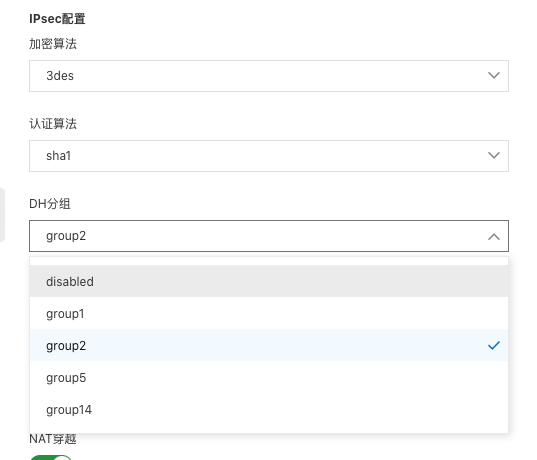 IPsec配置
加密算法
3des
认证算法
sha1
DH分组
group2
disabled
group1
group2
group5
group14
NAT穿越